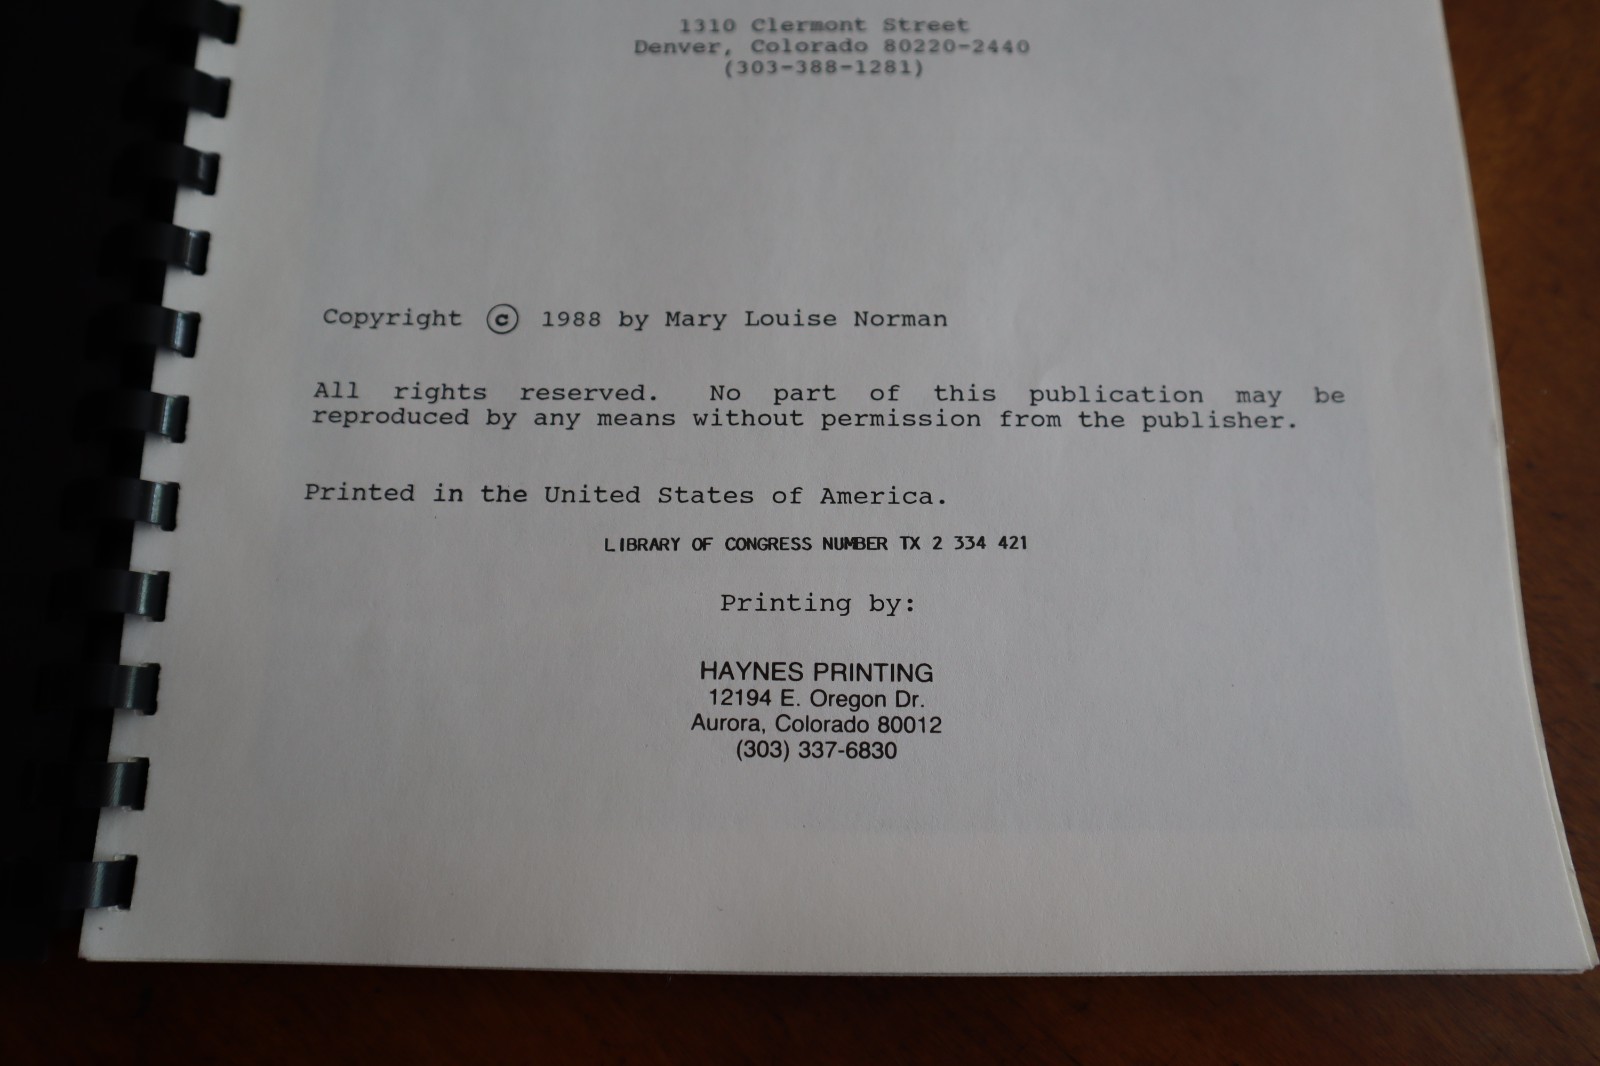 1310 Clermont Street
Denver, Colorado 80220-2440
(303-388-1281)
Copyright © 1988 by Mary Louise Norman
All rights reserved. No part of this publication may be
reproduced by any means without permission from the publisher.
Printed in the United States of America.
LIBRARY OF CONGRESS NUMBER TX 2 334 421
Printing by:
HAYNES PRINTING
12194 E. Oregon Dr.
Aurora, Colorado 80012
(303) 337-6830